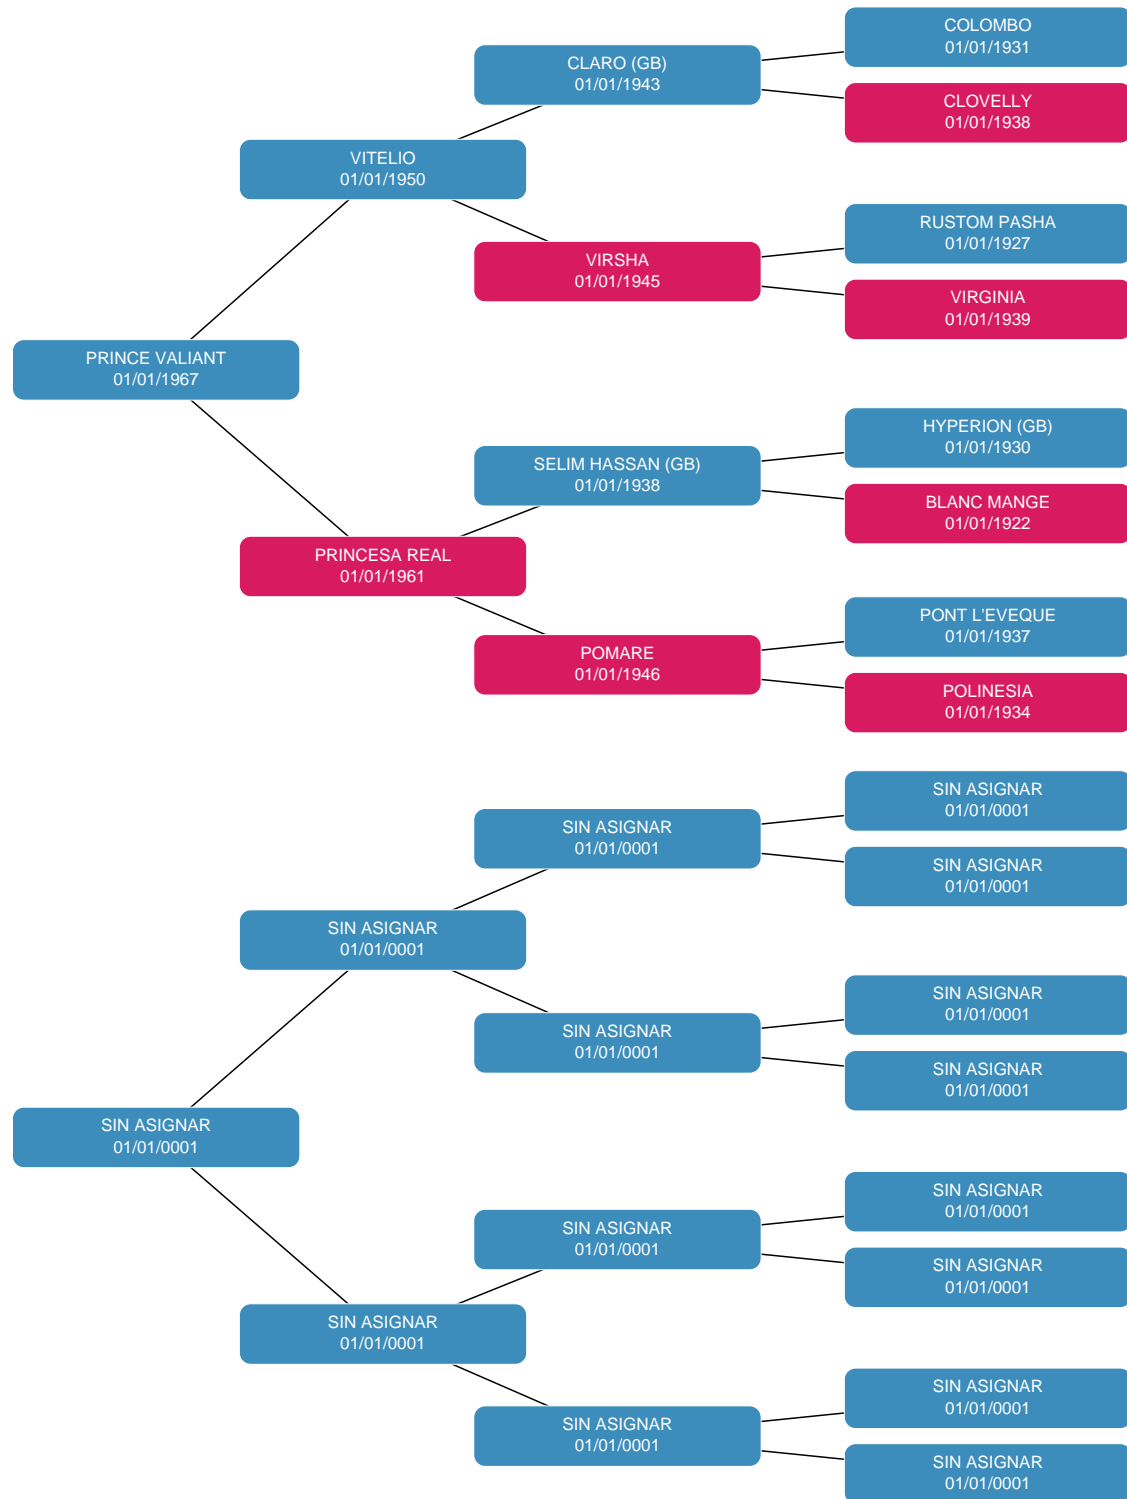 COLOMBO
01/01/1931
CLARO (GB)
01/01/1943
CLOVELLY
01/01/1938
VITELIO
01/01/1950
RUSTOM PASHA
01/01/1927
VIRSHA
01/01/1945
VIRGINIA
01/01/1939
PRINCE VALIANT
01/01/1967
HYPERION (GB)
01/01/1930
SELIM HASSAN (GB)
01/01/1938
BLANC MANGE
01/01/1922
PRINCESA REAL
01/01/1961
PONT L'EVEQUE
01/01/1937
POMARE
01/01/1946
POLINESIA
01/01/1934
SIN ASIGNAR
01/01/0001
SIN ASIGNAR
01/01/0001
SIN ASIGNAR
01/01/0001
SIN ASIGNAR
01/01/0001
SIN ASIGNAR
01/01/0001
SIN ASIGNAR
01/01/0001
SIN ASIGNAR
01/01/0001
SIN ASIGNAR
01/01/0001
SIN ASIGNAR
01/01/0001
SIN ASIGNAR
01/01/0001
SIN ASIGNAR
01/01/0001
SIN ASIGNAR
01/01/0001
SIN ASIGNAR
01/01/0001
SIN ASIGNAR
01/01/0001
SIN ASIGNAR
01/01/0001